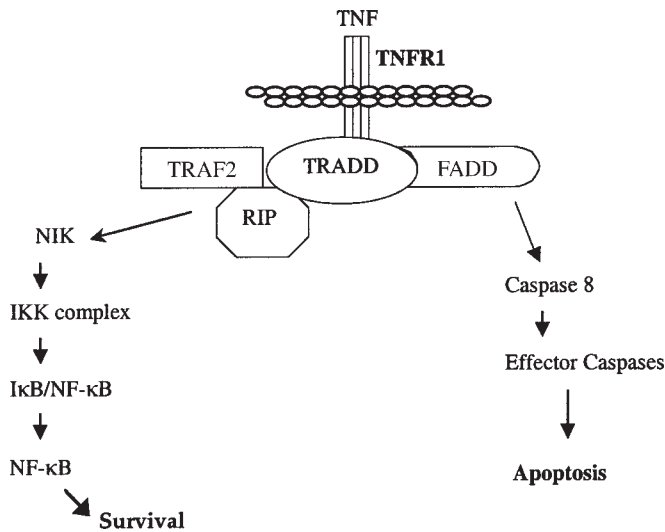 TNF
TNFR1
TRAF2
TRADD
FADD
RIP
NIK
IKK complex
IκB/NF-κB
NF-κB
Survival
Caspase 8
Effector Caspases
Apoptosis